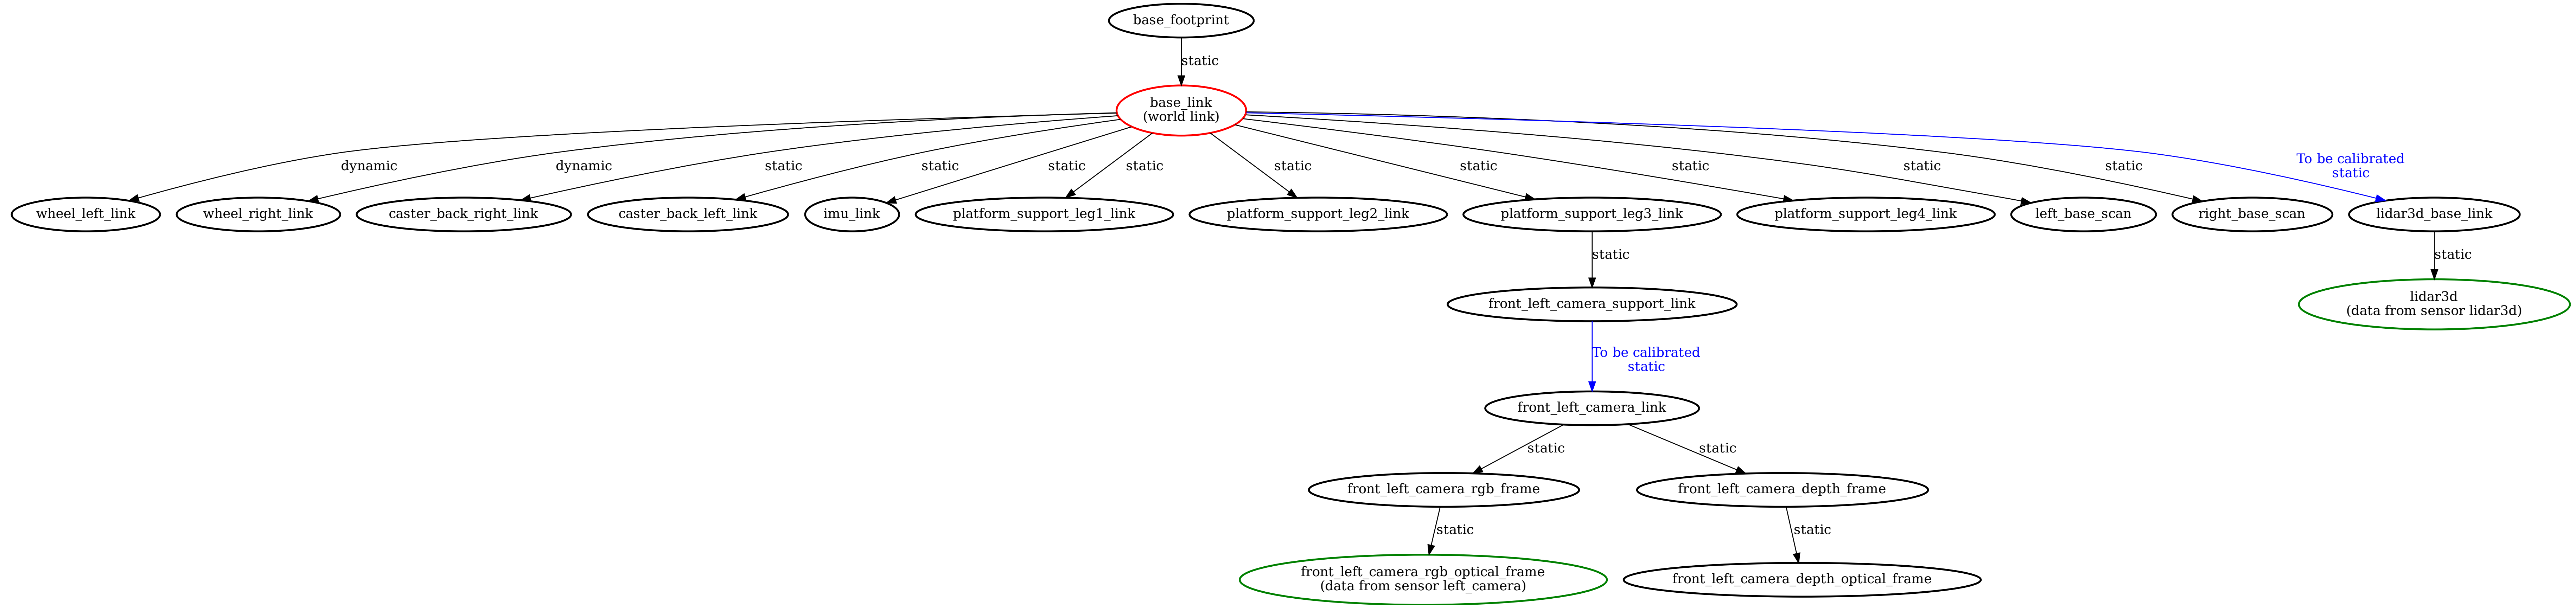 base_footprint
static
base_link
(world link)
dynamic
dynamic
static
static
static
static
static
static
static
static
static
To be calibrated
static
wheel_left_link
wheel_right_link
caster_back_right_link
caster_back_left_link
imu_link
platform_support_leg1_link
platform_support_leg2_link
platform_support_leg3_link
platform_support_leg4_link
left_base_scan
right_base_scan
lidar3d_base_link
static
static
front_left_camera_support_link
lidar3d
(data from sensor lidar3d)
To be calibrated
static
front_left_camera_link
static
static
front_left_camera_rgb_frame
front_left_camera_depth_frame
static
static
front_left_camera_rgb_optical_frame
(data from sensor left_camera)
front_left_camera_depth_optical_frame